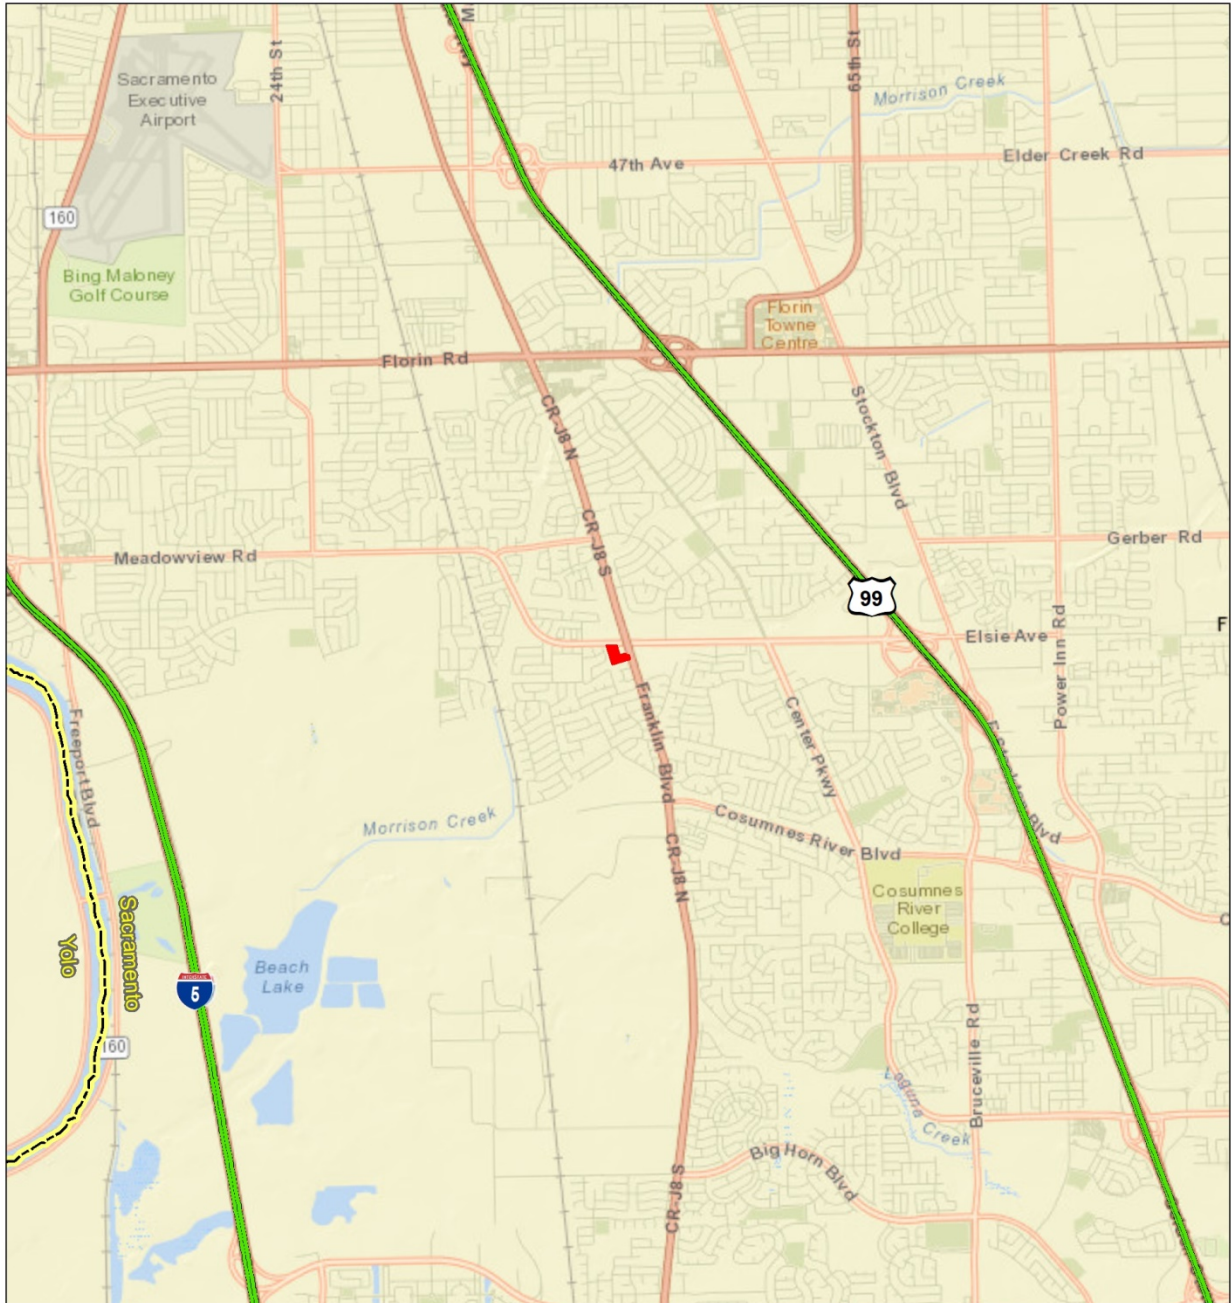 24th St
65th St
Morrison Creek
Sacramento
Executive
Airport
47th Ave
Elder Creek Rd
160
Bing Maloney
Golf Course
Florin
Towne
Centre
Florin Rd
CR-J8 N
Stockton Blvd
CR-J8 S
Gerber Rd
Meadowview Rd
99
Elsie Ave
F
Power Inn Rd
Franklin Blvd
Center Pkwy
Freeport Blvd
Morrison Creek
Cosumnes River Blvd
CR-J8 N
Cosumnes
River
College
Sacramento
Yolo
Beach
Lake
INTERSTATE
5
160
Bruceville Rd
Laguna
Creek
Big Horn Blvd
CR-J8 S